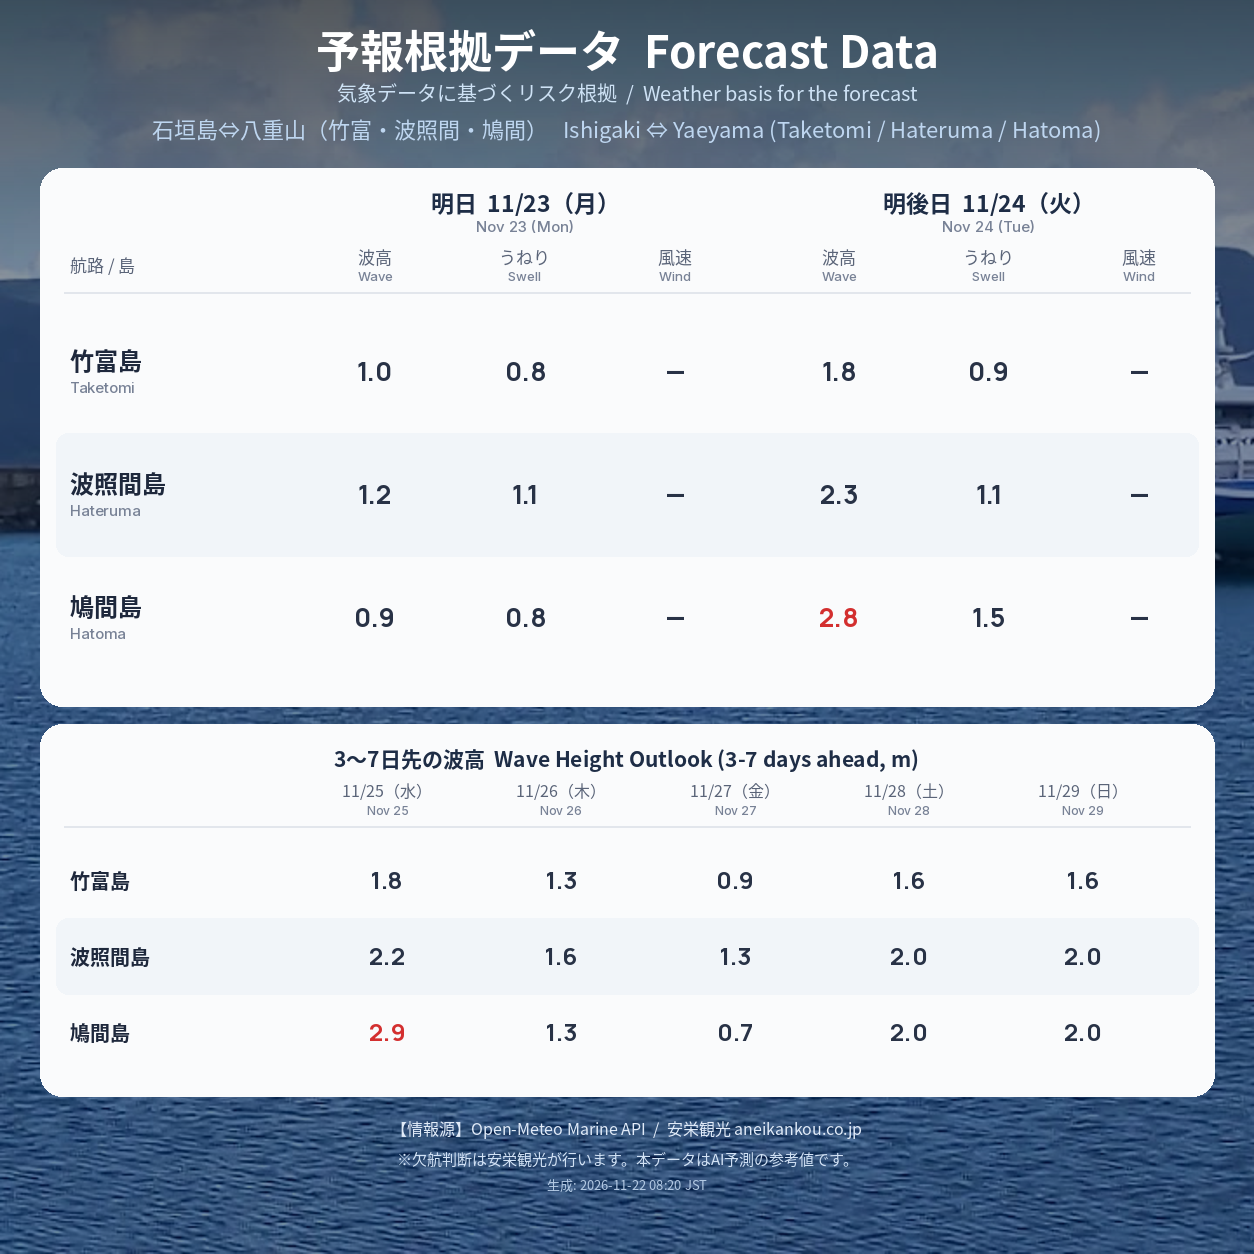 予報根拠データ Forecast Data
気象データに基づくリスク根拠 / Weather basis for the forecast
石垣島⇔八重山（竹富・波照間・鳩間） Ishigaki ⇔ Yaeyama (Taketomi / Hateruma / Hatoma)
明日 11/23（月） 明後日 11/24（火）
Nov 23 (Mon) Nov 24 (Tue)
航路 / 島 波高 うねり 風速 波高 うねり 風速
Wave Swell Wind Wave Swell Wind
竹富島 1.0 0.8 — 1.8 0.9 —
Taketomi
波照間島 1.2 1.1 — 2.3 1.1 —
Hateruma
鳩間島 0.9 0.8 — 2.8 1.5 —
Hatoma
3〜7日先の波高 Wave Height Outlook (3-7 days ahead, m)
11/25（水） 11/26（木） 11/27（金） 11/28（土） 11/29（日）
Nov 25 Nov 26 Nov 27 Nov 28 Nov 29
竹富島 1.8 1.3 0.9 1.6 1.6
波照間島 2.2 1.6 1.3 2.0 2.0
鳩間島 2.9 1.3 0.7 2.0 2.0
【情報源】Open-Meteo Marine API / 安栄観光 aneikankou.co.jp
※欠航判断は安栄観光が行います。本データはAI予測の参考値です。
生成: 2026-11-22 08:20 JST